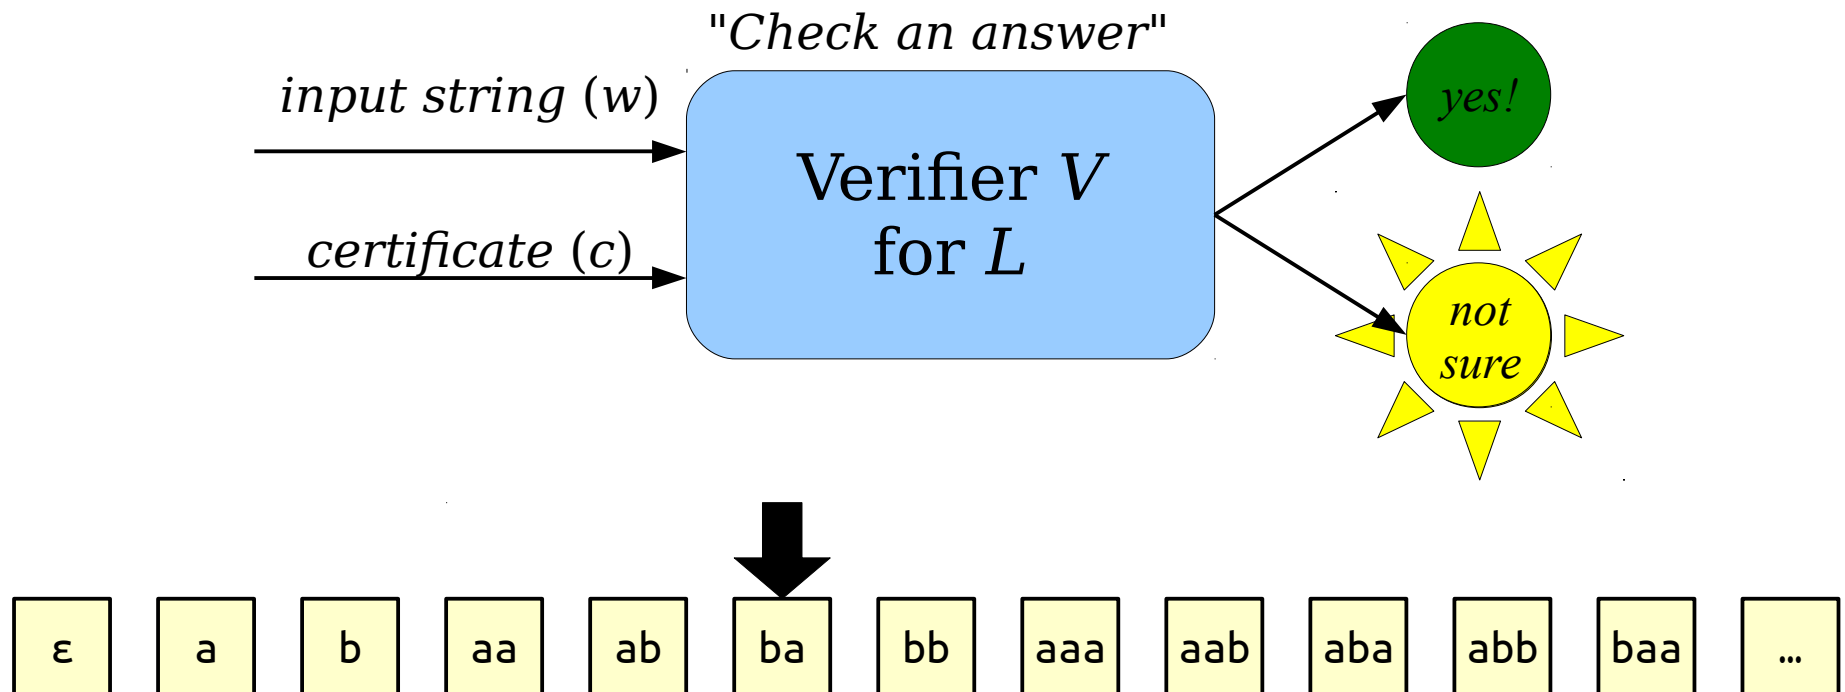 "Check an answer"
input string (w)
certificate (c)
Verifier V
for L
yes!
not
sure
ε a b aa ab ba bb aaa aab aba abb baa …